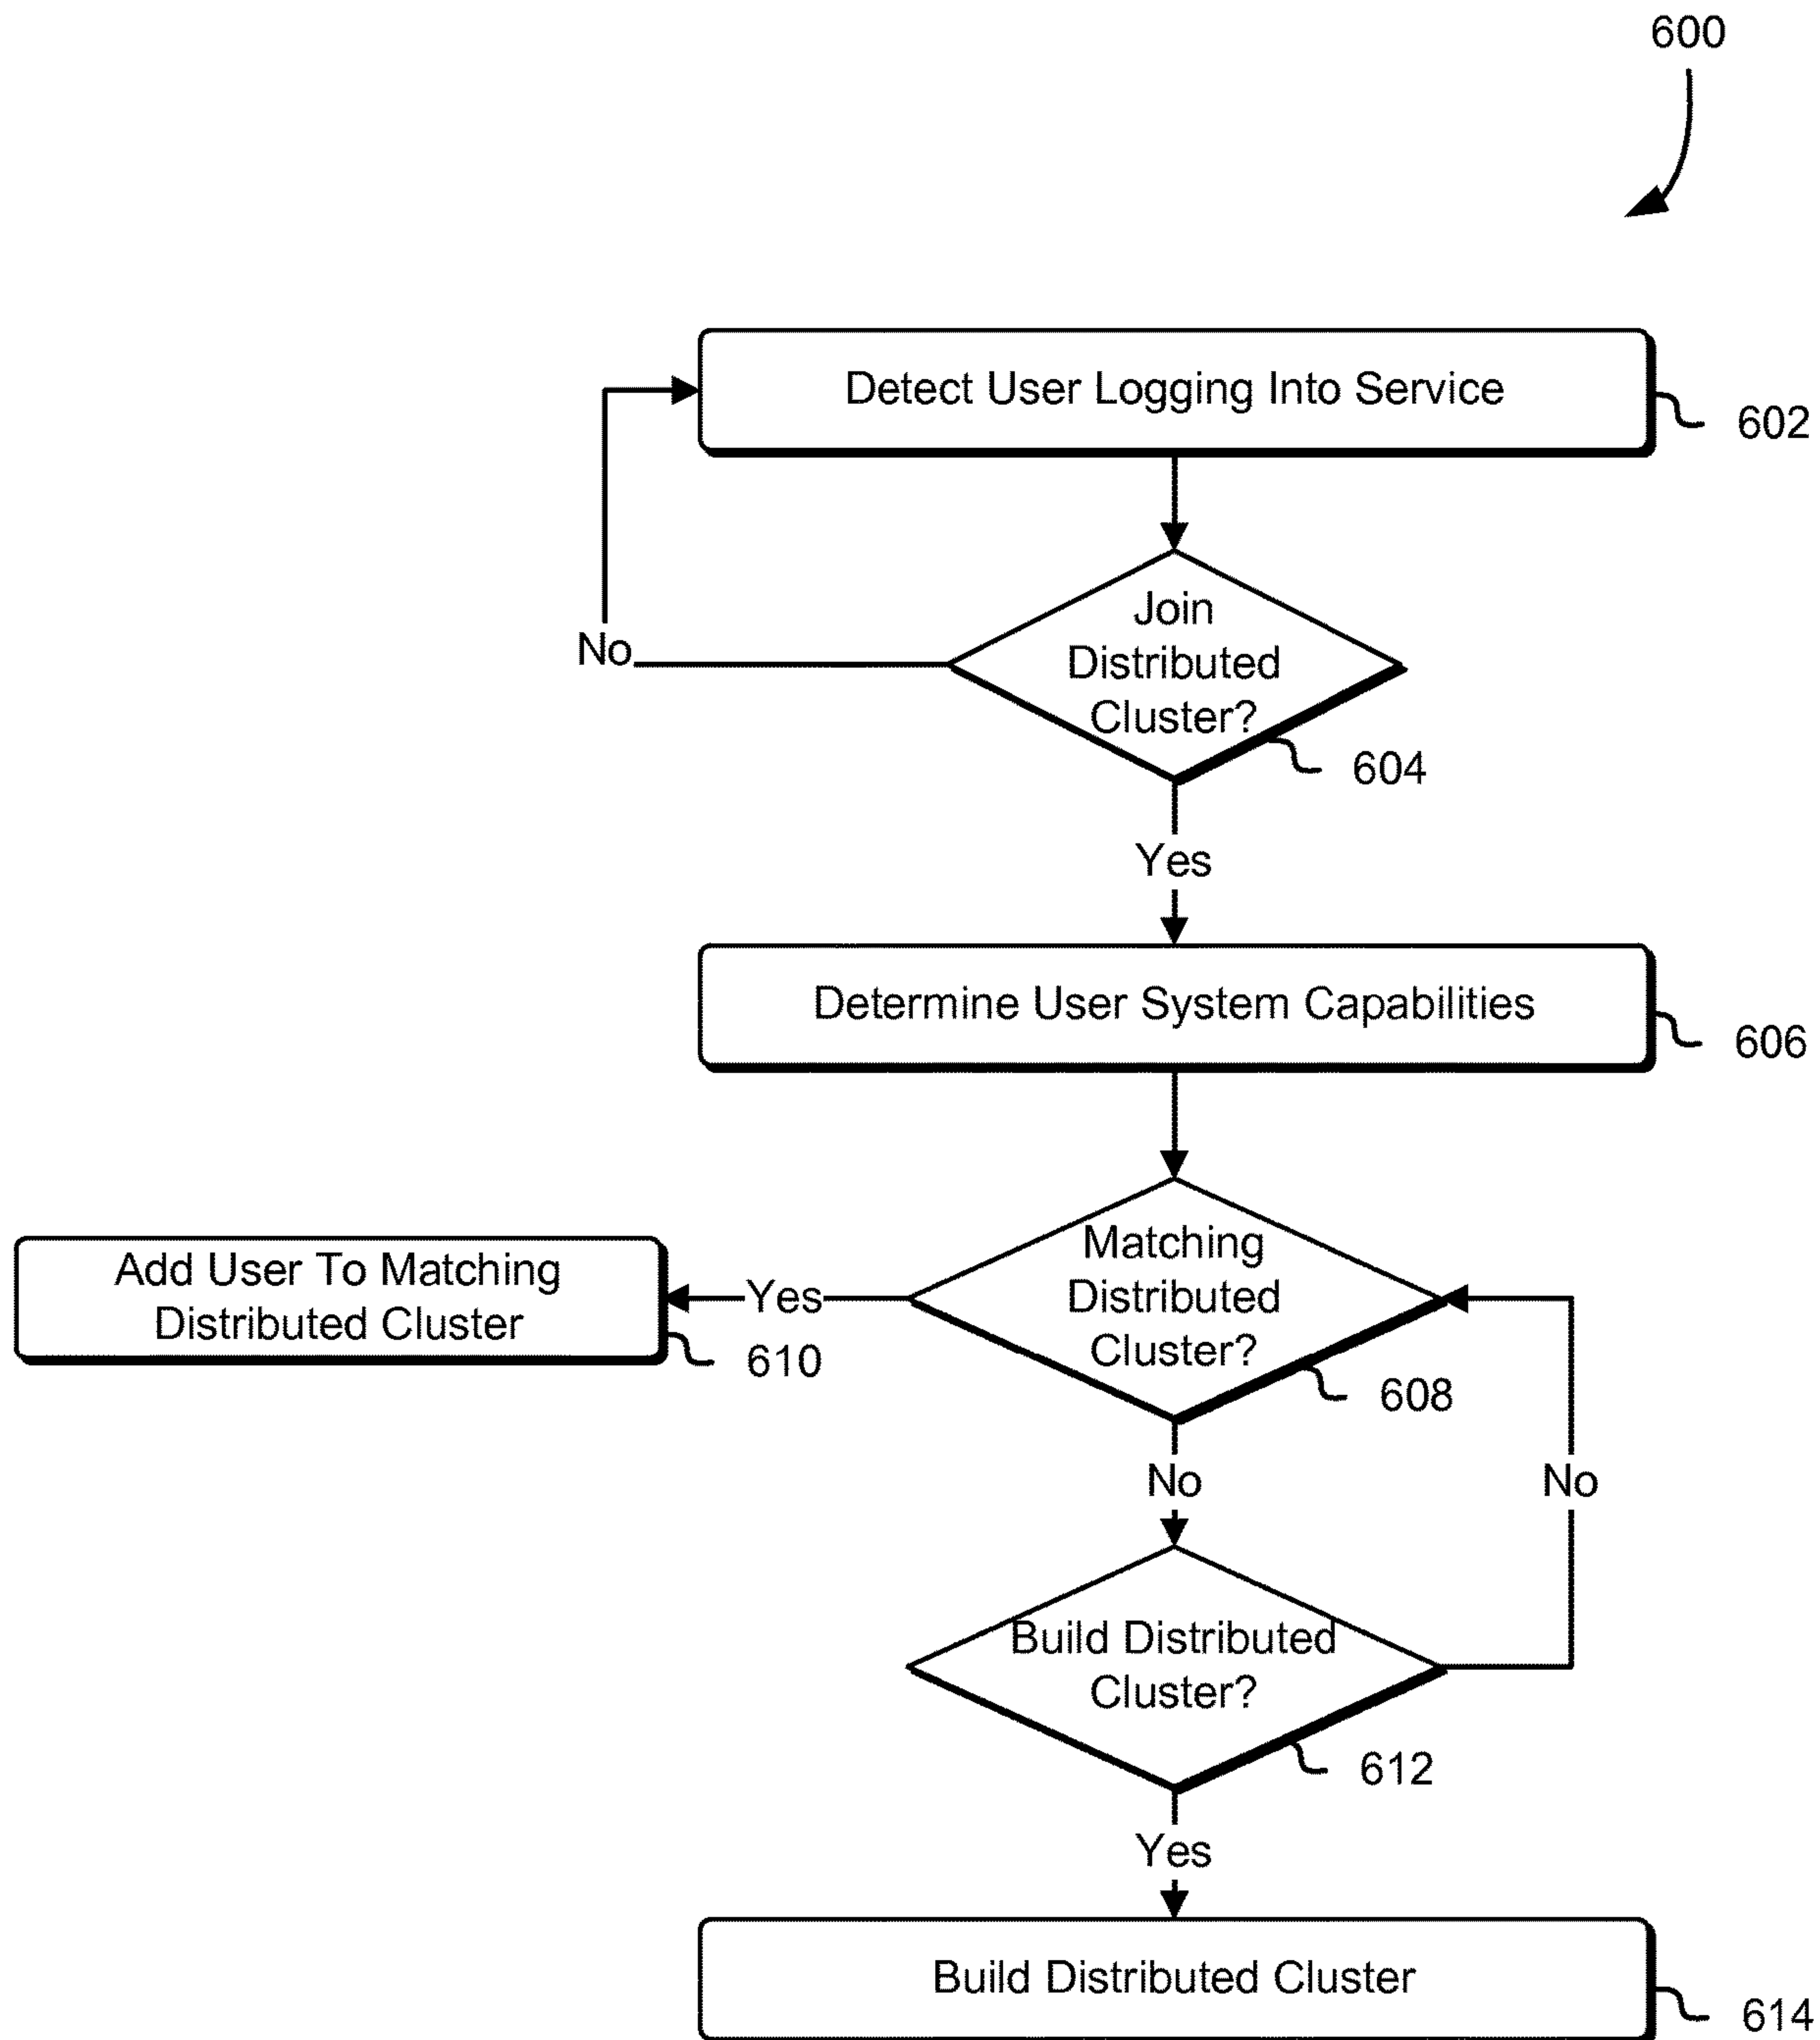 600
Detect User Logging Into Service
602
Join
Distributed
Cluster?
No
604
Yes
Determine User System Capabilities
606
Matching
Distributed
Cluster?
608
Yes
Add User To Matching
Distributed Cluster
610
No
No
Build Distributed
Cluster?
612
Yes
Build Distributed Cluster
614